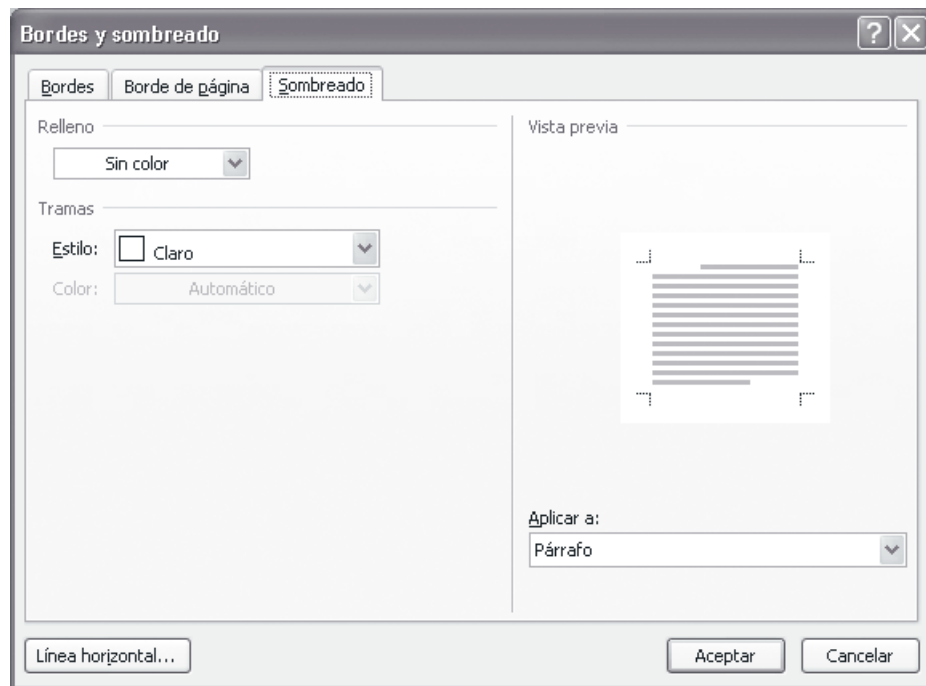 Bordes y sombreado
Bordes Borde de página Sombreado
Relleno
Sin color
Tramas
Estilo: Claro
Color: Automático
Vista previa
Aplicar a:
Párrafo
Línea horizontal...
Aceptar Cancelar